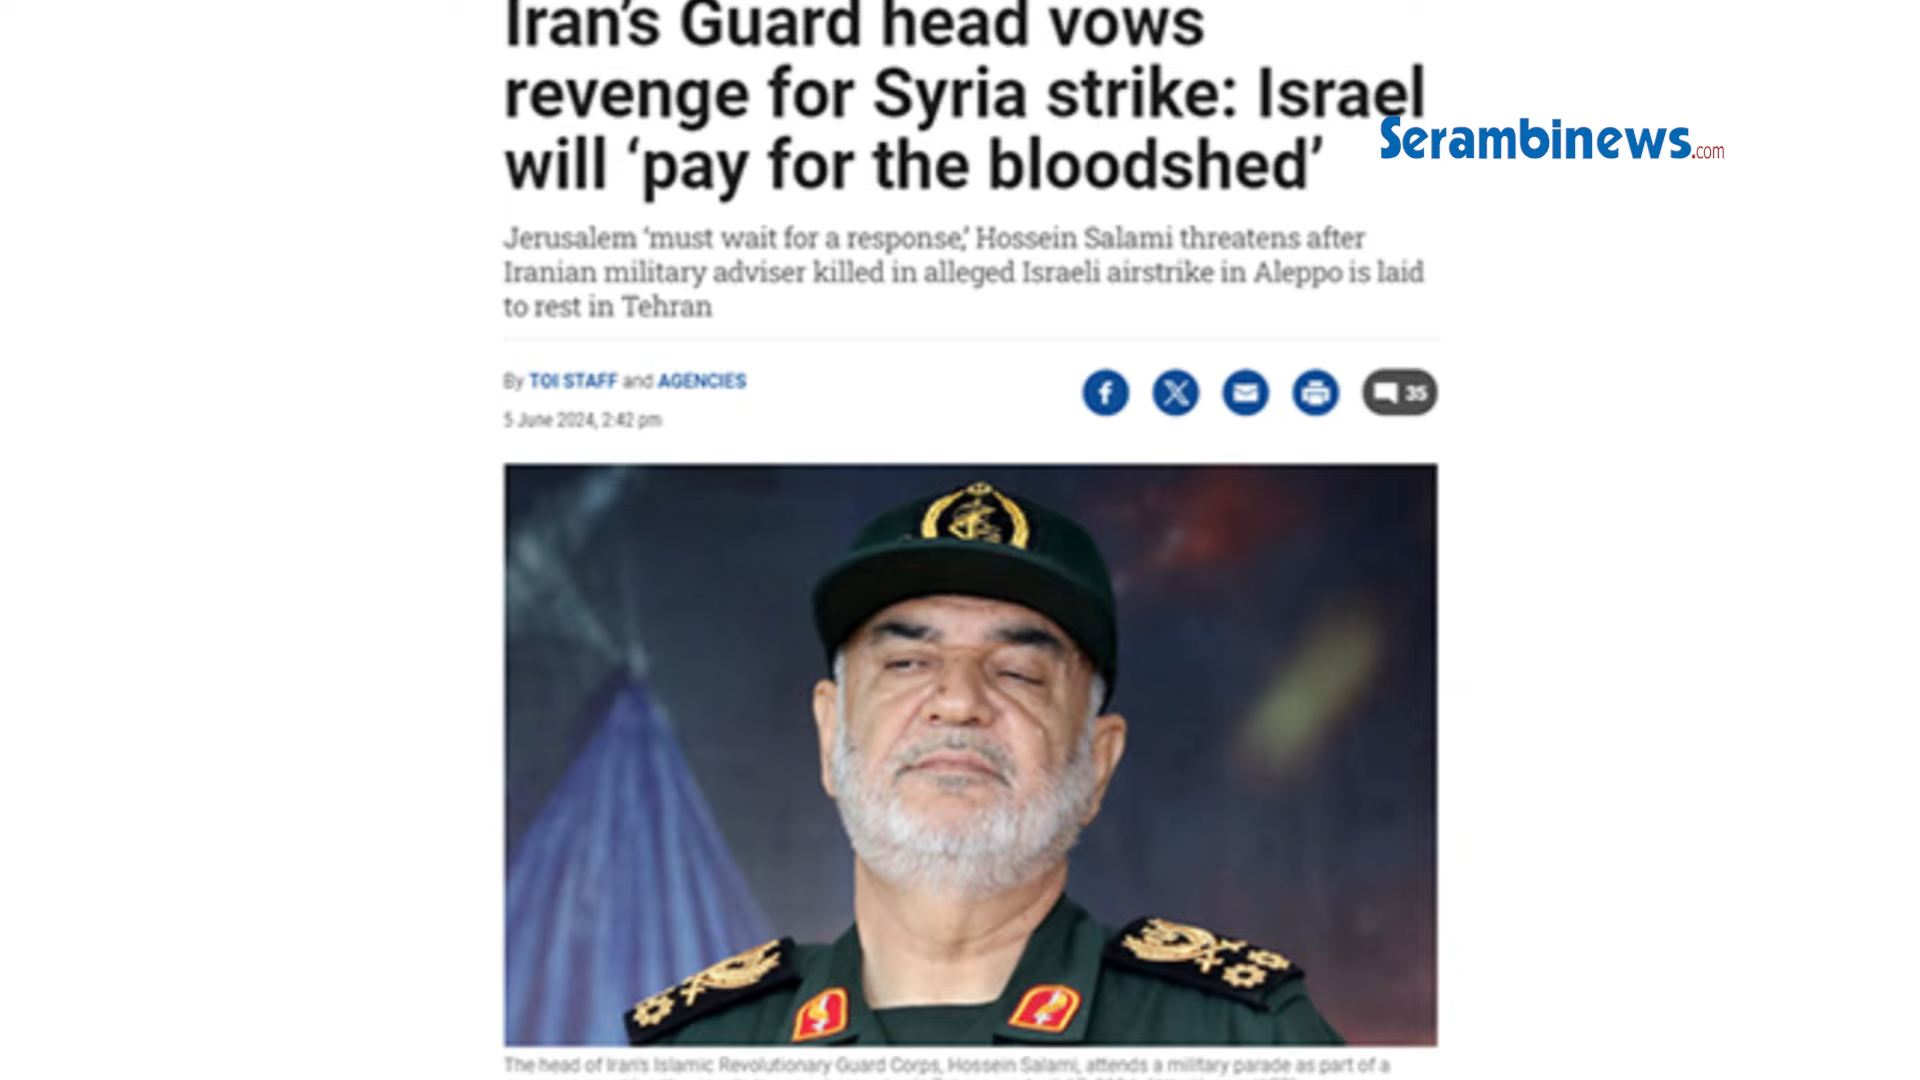 Iran's Guard head vows
revenge for Syria strike: Israel
will ‘pay for the bloodshed’
Serambinews.com
Jerusalem ‘must wait for a response,’ Hossein Salami threatens after
Iranian military adviser killed in alleged Israeli airstrike in Aleppo is laid
to rest in Tehran
By TOI STAFF and AGENCIES
35
5 June 2024, 2:42 pm
The head of Iran's Islamic Revolutionary Guard Corps, Hossein Salami, attends a military parade as part of a